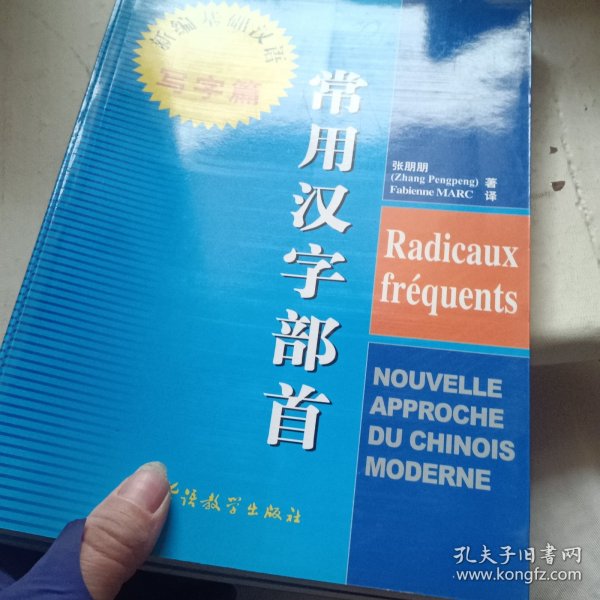 新编基础汉语
写字篇
常用汉字部首
张朋朋
(Zhang Pengpeng) 著
Fabienne MARC 译
Radicaux
fréquents
NOUVELLE
APPROCHE
DU CHINOIS
MODERNE
语教学出版社
孔夫子旧书网
www.kongfz.com